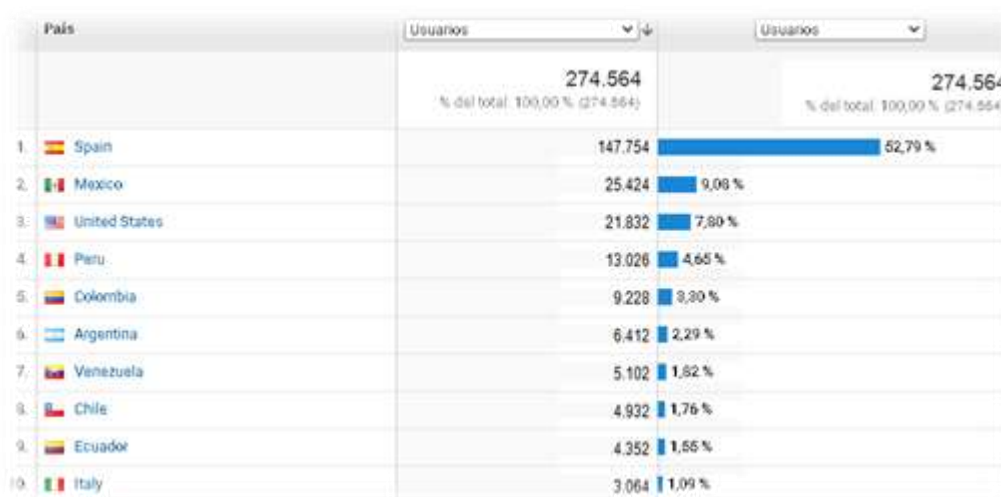 País Usuarios Usuarios
274.564 274.564
% del total: 100,00 % (274.564) % del total: 100,00 % (274.564
1. Spain 147.754 52,79 %
2. Mexico 25.424 9,08 %
3. United States 21.832 7,80 %
4. Peru 13.026 4,65 %
5. Colombia 9.228 3,30 %
6. Argentina 6.412 2,29 %
7. Venezuela 5.102 1,82 %
8. Chile 4.932 1,76 %
9. Ecuador 4.352 1,55 %
10. Italy 3.064 1,09 %